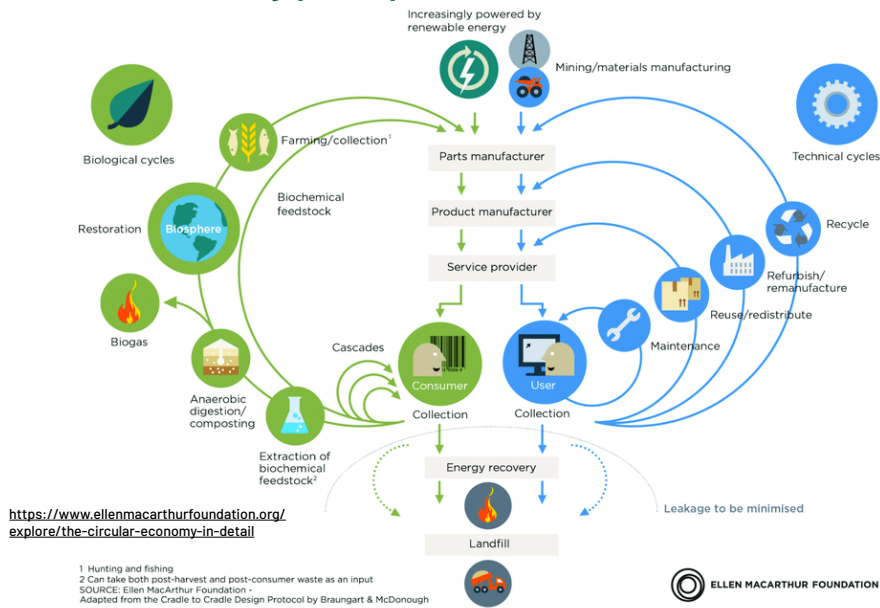 Increasingly powered by
renewable energy
Mining/materials manufacturing
Biological cycles
Farming/collection¹
Parts manufacturer
Technical cycles
Biochemical
feedstock
Product manufacturer
Restoration
Biosphere
Recycle
Service provider
Refurbish/
remanufacture
Reuse/redistribute
Biogas
Cascades
Maintenance
Consumer
User
Anaerobic
digestion/
composting
Collection
Collection
Extraction of
biochemical
feedstock²
Energy recovery
Leakage to be minimised
https://www.ellenmacarthurfoundation.org/
explore/the-circular-economy-in-detail
Landfill
1 Hunting and fishing
2 Can take both post-harvest and post-consumer waste as an input
SOURCE: Ellen MacArthur Foundation -
Adapted from the Cradle to Cradle Design Protocol by Braungart & McDonough
ELLEN MACARTHUR FOUNDATION